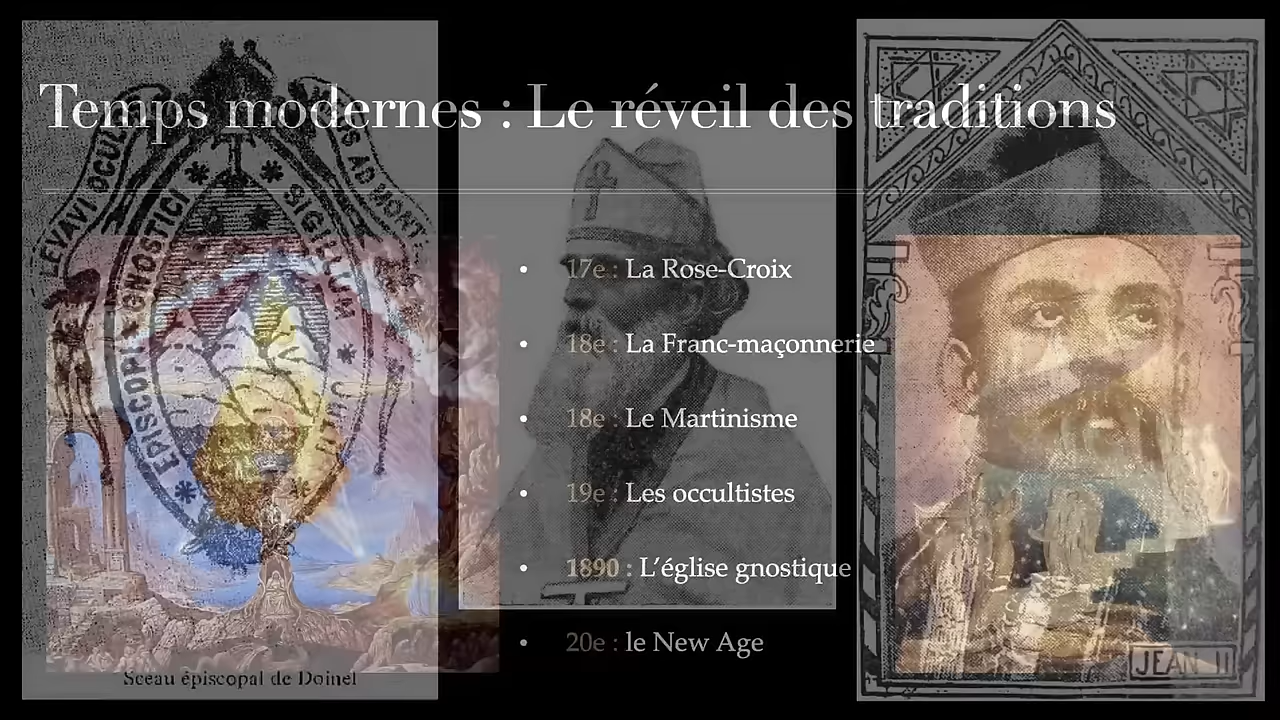 Temps modernes : Le réveil des traditions
LEVAVI OCUL
OS AD MONT
EPISCOPI GNOSTICI SIGILLUM
17e : La Rose-Croix
18e : La Franc-maçonnerie
18e : Le Martinisme
19e : Les occultistes
1890 : L’église gnostique
20e : le New Age
Sceau épiscopal de Doinel
JEAN II